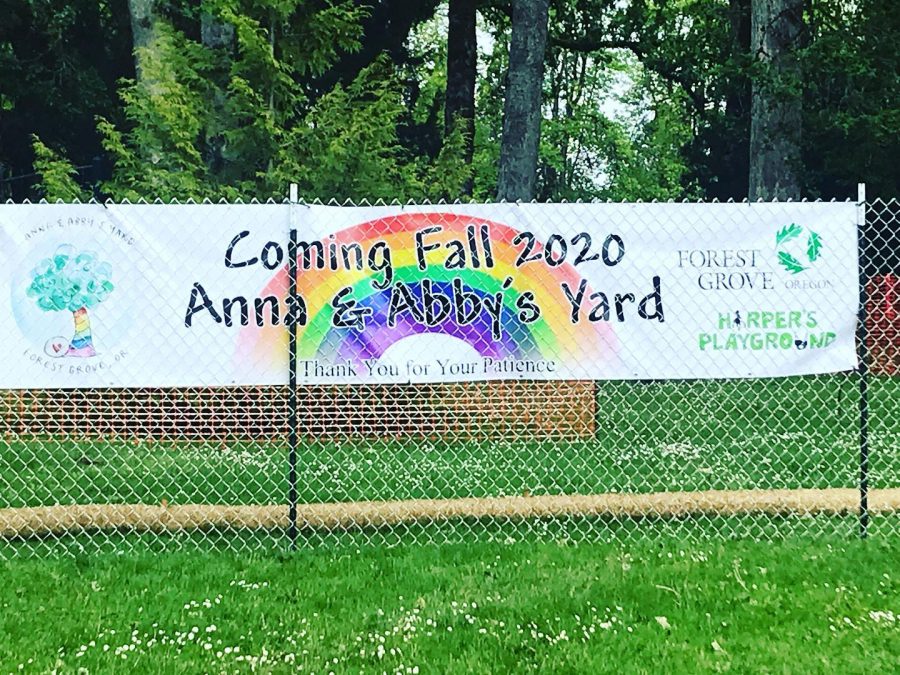 ANNA & ABBY'S YARD
FOREST GROVE, OR
Coming Fall 2020
Anna & Abby's Yard
Thank You for Your Patience
FOREST
GROVE
OREGON
HARPER'S
PLAYGROUND